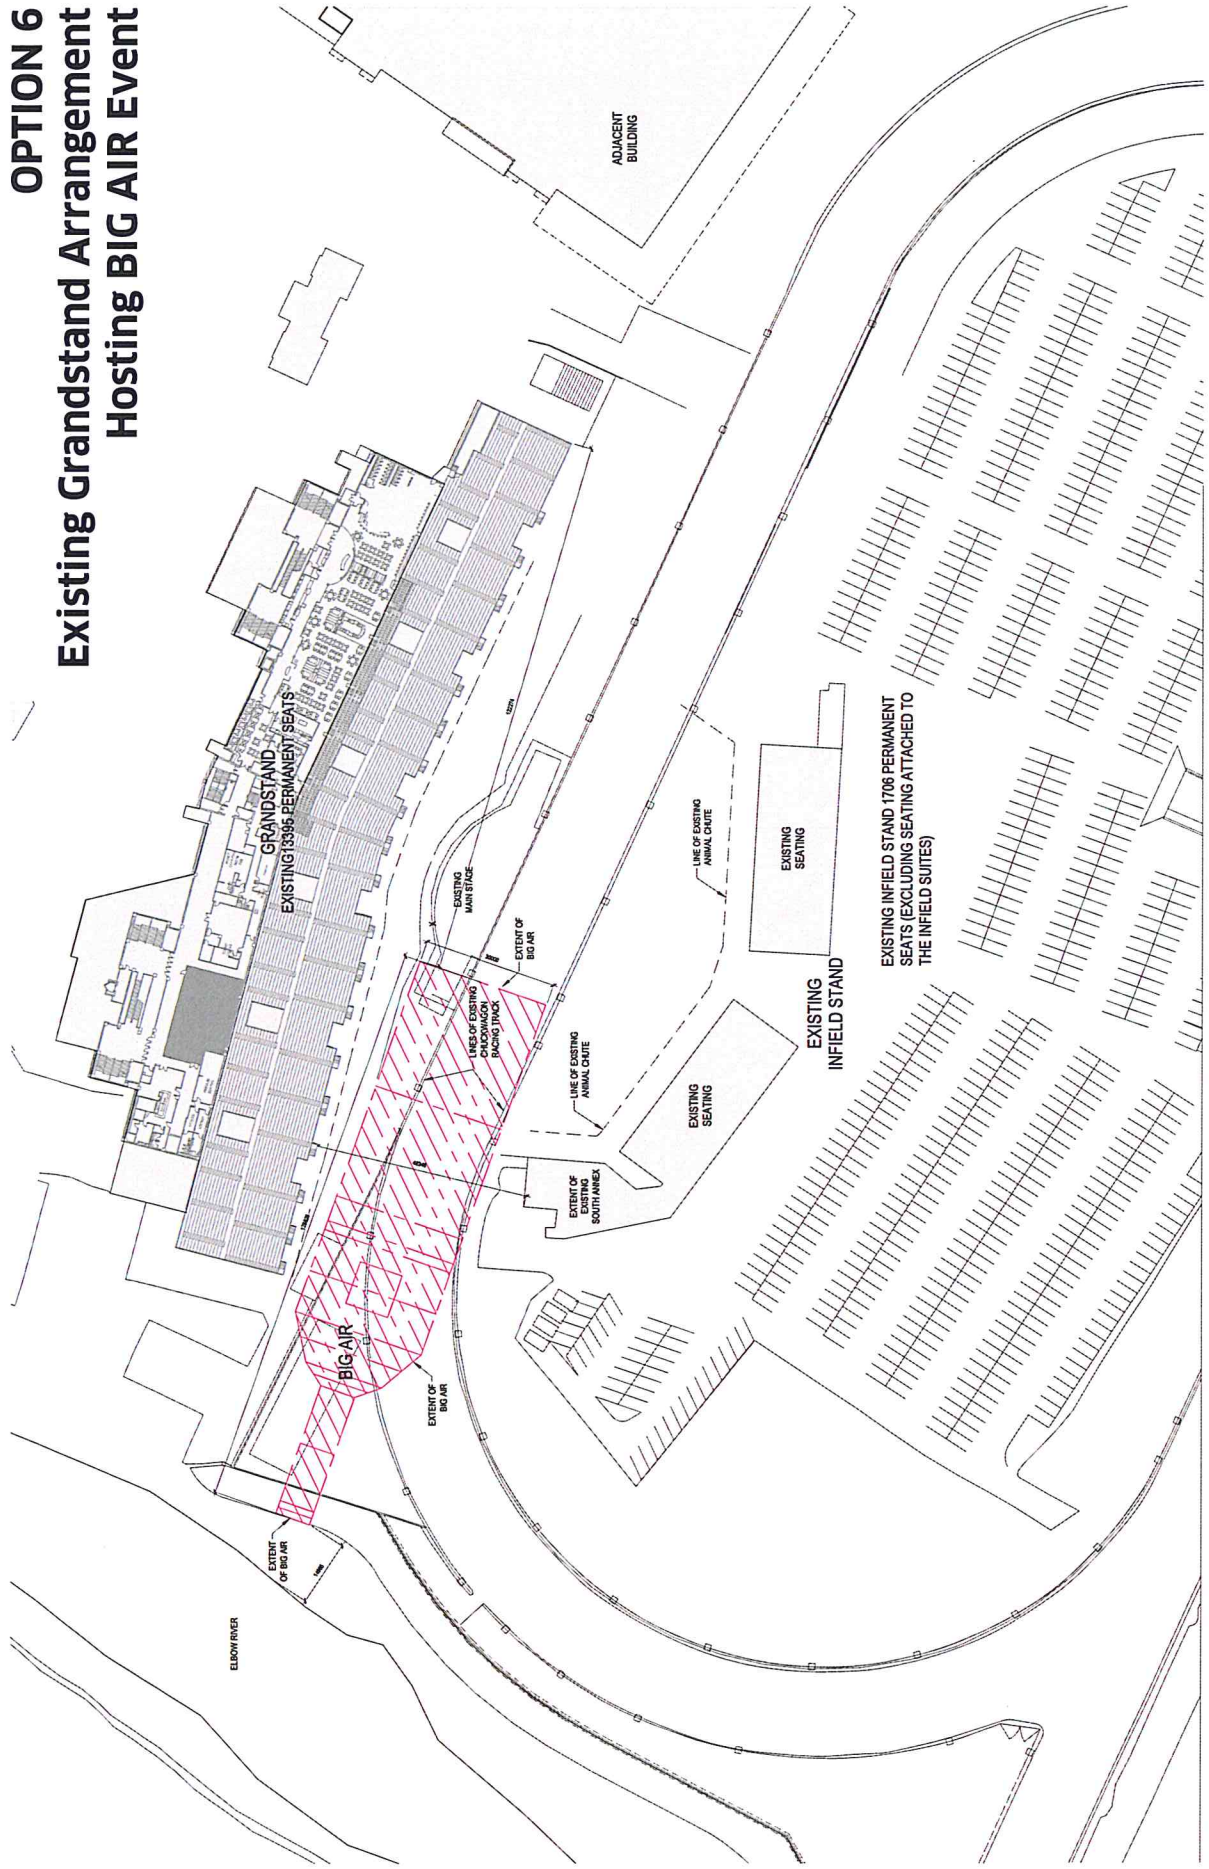 OPTION 6
Existing Grandstand Arrangement
Hosting BIG AIR Event
ADJACENT
BUILDING
GRANDSTAND
EXISTING13395 PERMANENT SEATS
EXISTING
MAIN STAGE
EXTENT OF
BIG AIR
LINES OF EXISTING
CHUCKWAGON
RACING TRACK
LINE OF EXISTING
ANIMAL CHUTE
EXISTING
SEATING
EXISTING INFIELD STAND 1706 PERMANENT
SEATS (EXCLUDING SEATING ATTACHED TO
THE INFIELD SUITES)
EXISTING
INFIELD STAND
LINE OF EXISTING
ANIMAL CHUTE
EXISTING
SEATING
EXTENT OF
EXISTING
SOUTH ANNEX
BIG AIR
EXTENT OF
BIG AIR
EXTENT
OF BIG AIR
ELBOW RIVER